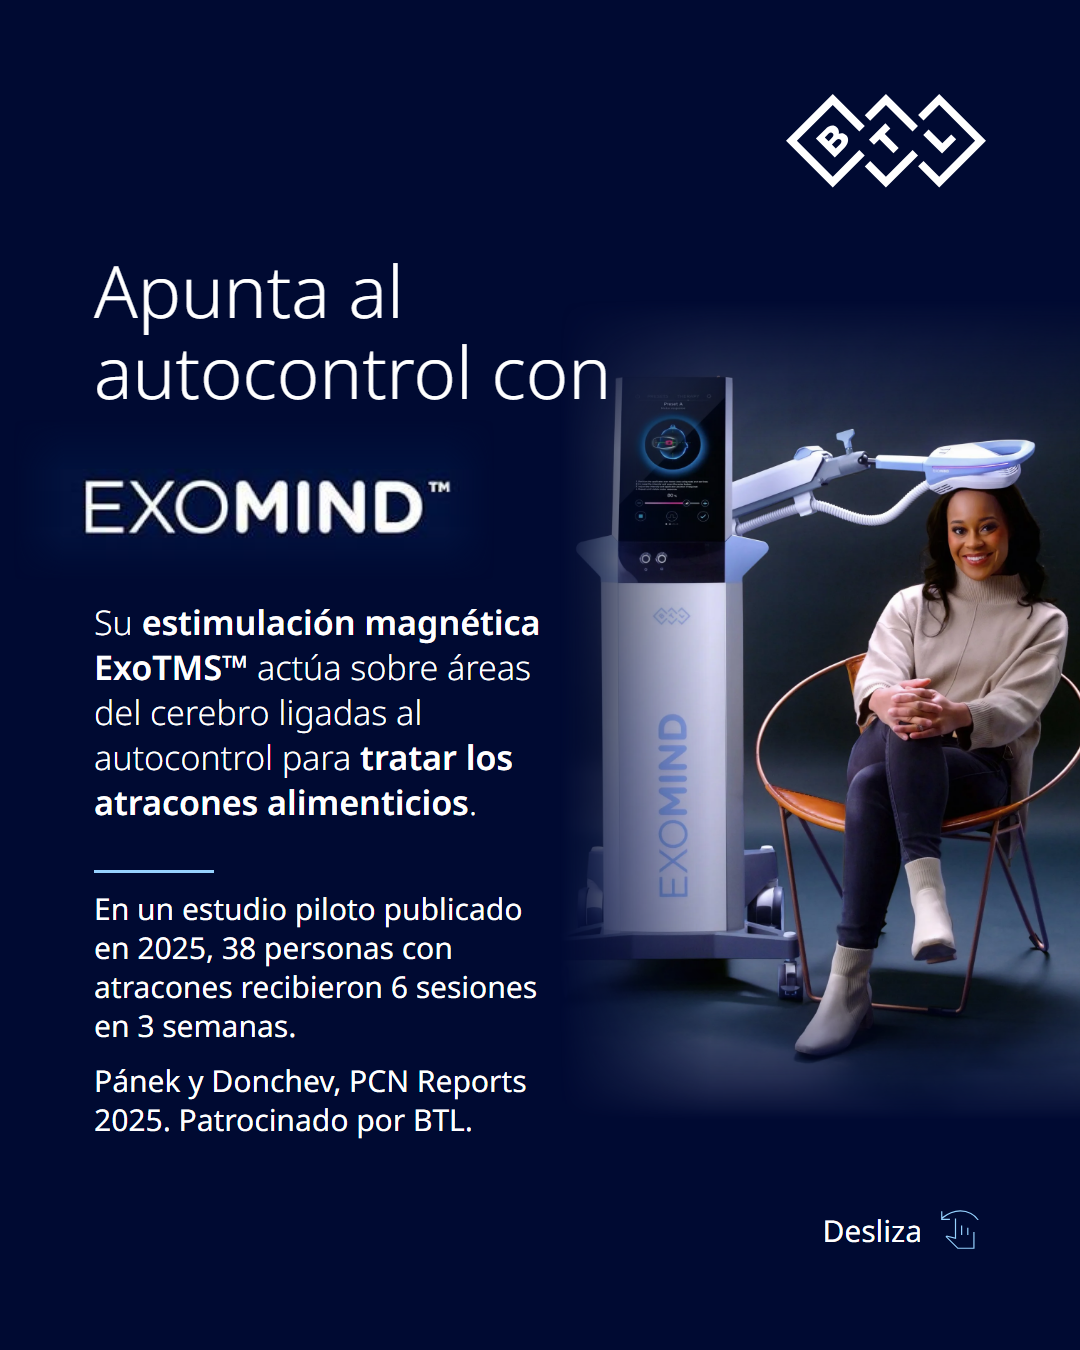 BTL
Apunta al
autocontrol con
EXOMIND™
Su estimulación magnética
ExoTMS™ actúa sobre áreas
del cerebro ligadas al
autocontrol para tratar los
atracones alimenticios.
En un estudio piloto publicado
en 2025, 38 personas con
atracones recibieron 6 sesiones
en 3 semanas.
Pánek y Donchev, PCN Reports
2025. Patrocinado por BTL.
EXOMIND
Desliza